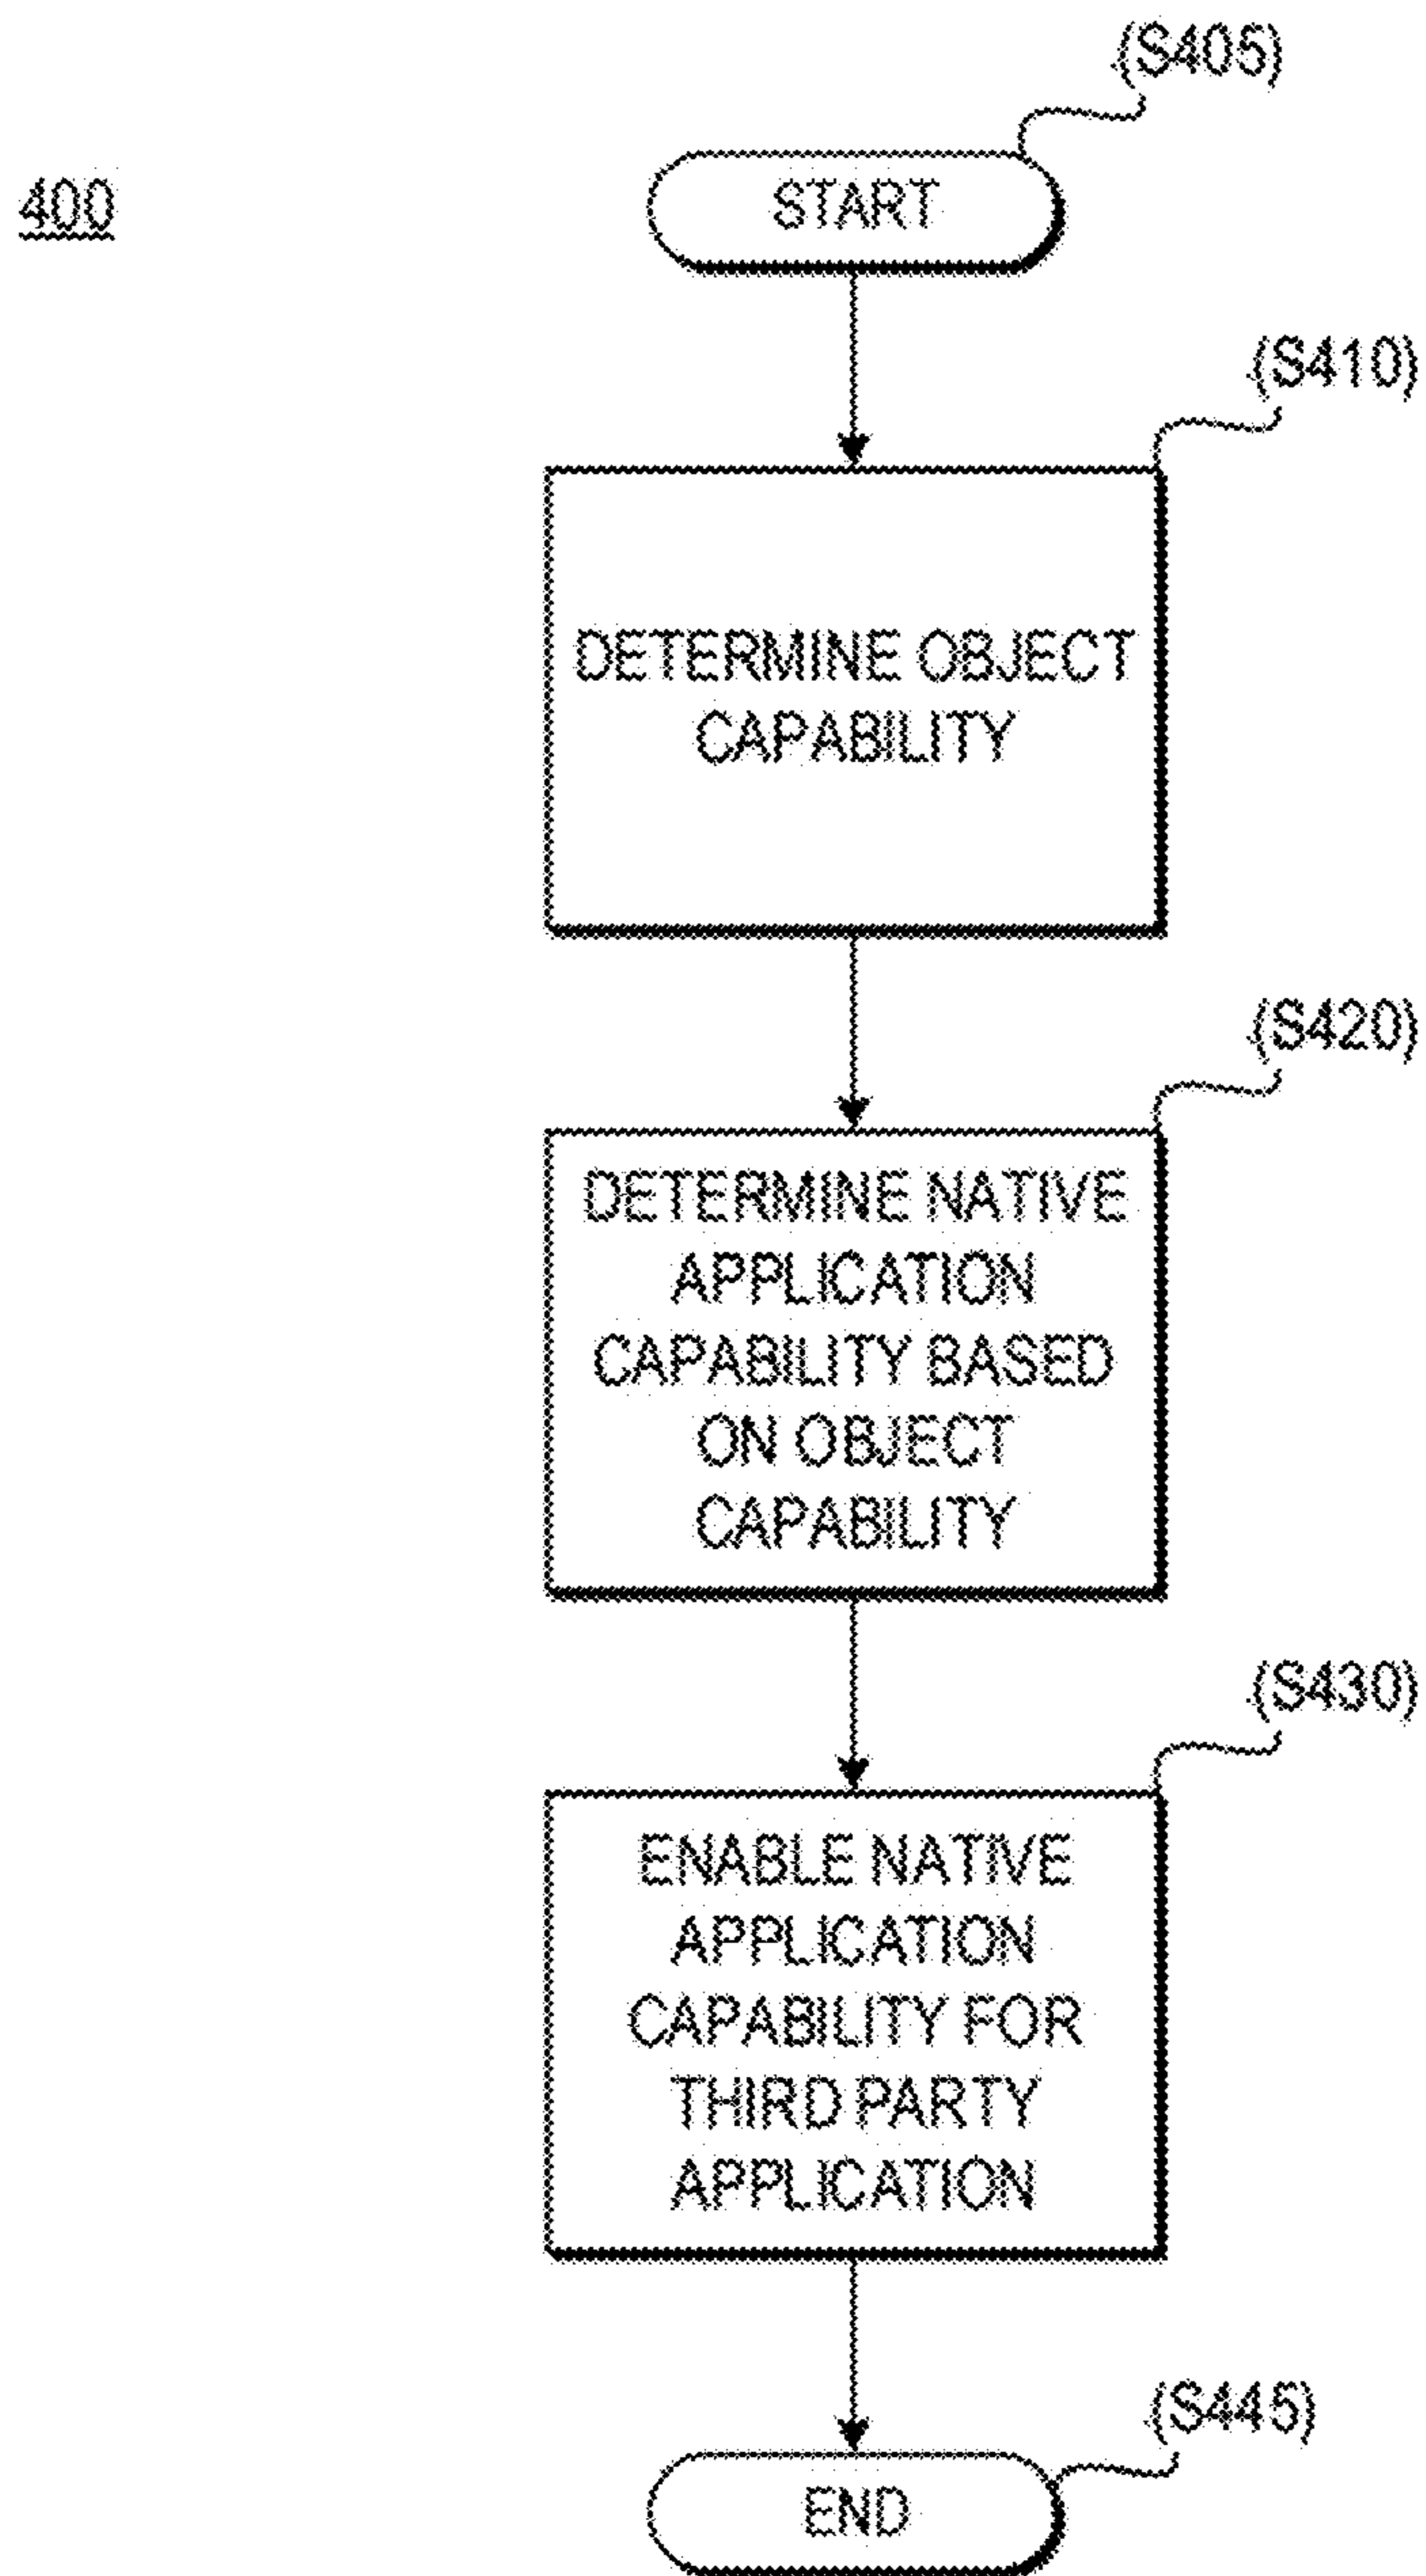 (S405)
400
START
(S410)
DETERMINE OBJECT
CAPABILITY
(S420)
DETERMINE NATIVE
APPLICATION
CAPABILITY BASED
ON OBJECT
CAPABILITY
(S430)
ENABLE NATIVE
APPLICATION
CAPABILITY FOR
THIRD PARTY
APPLICATION
(S445)
END